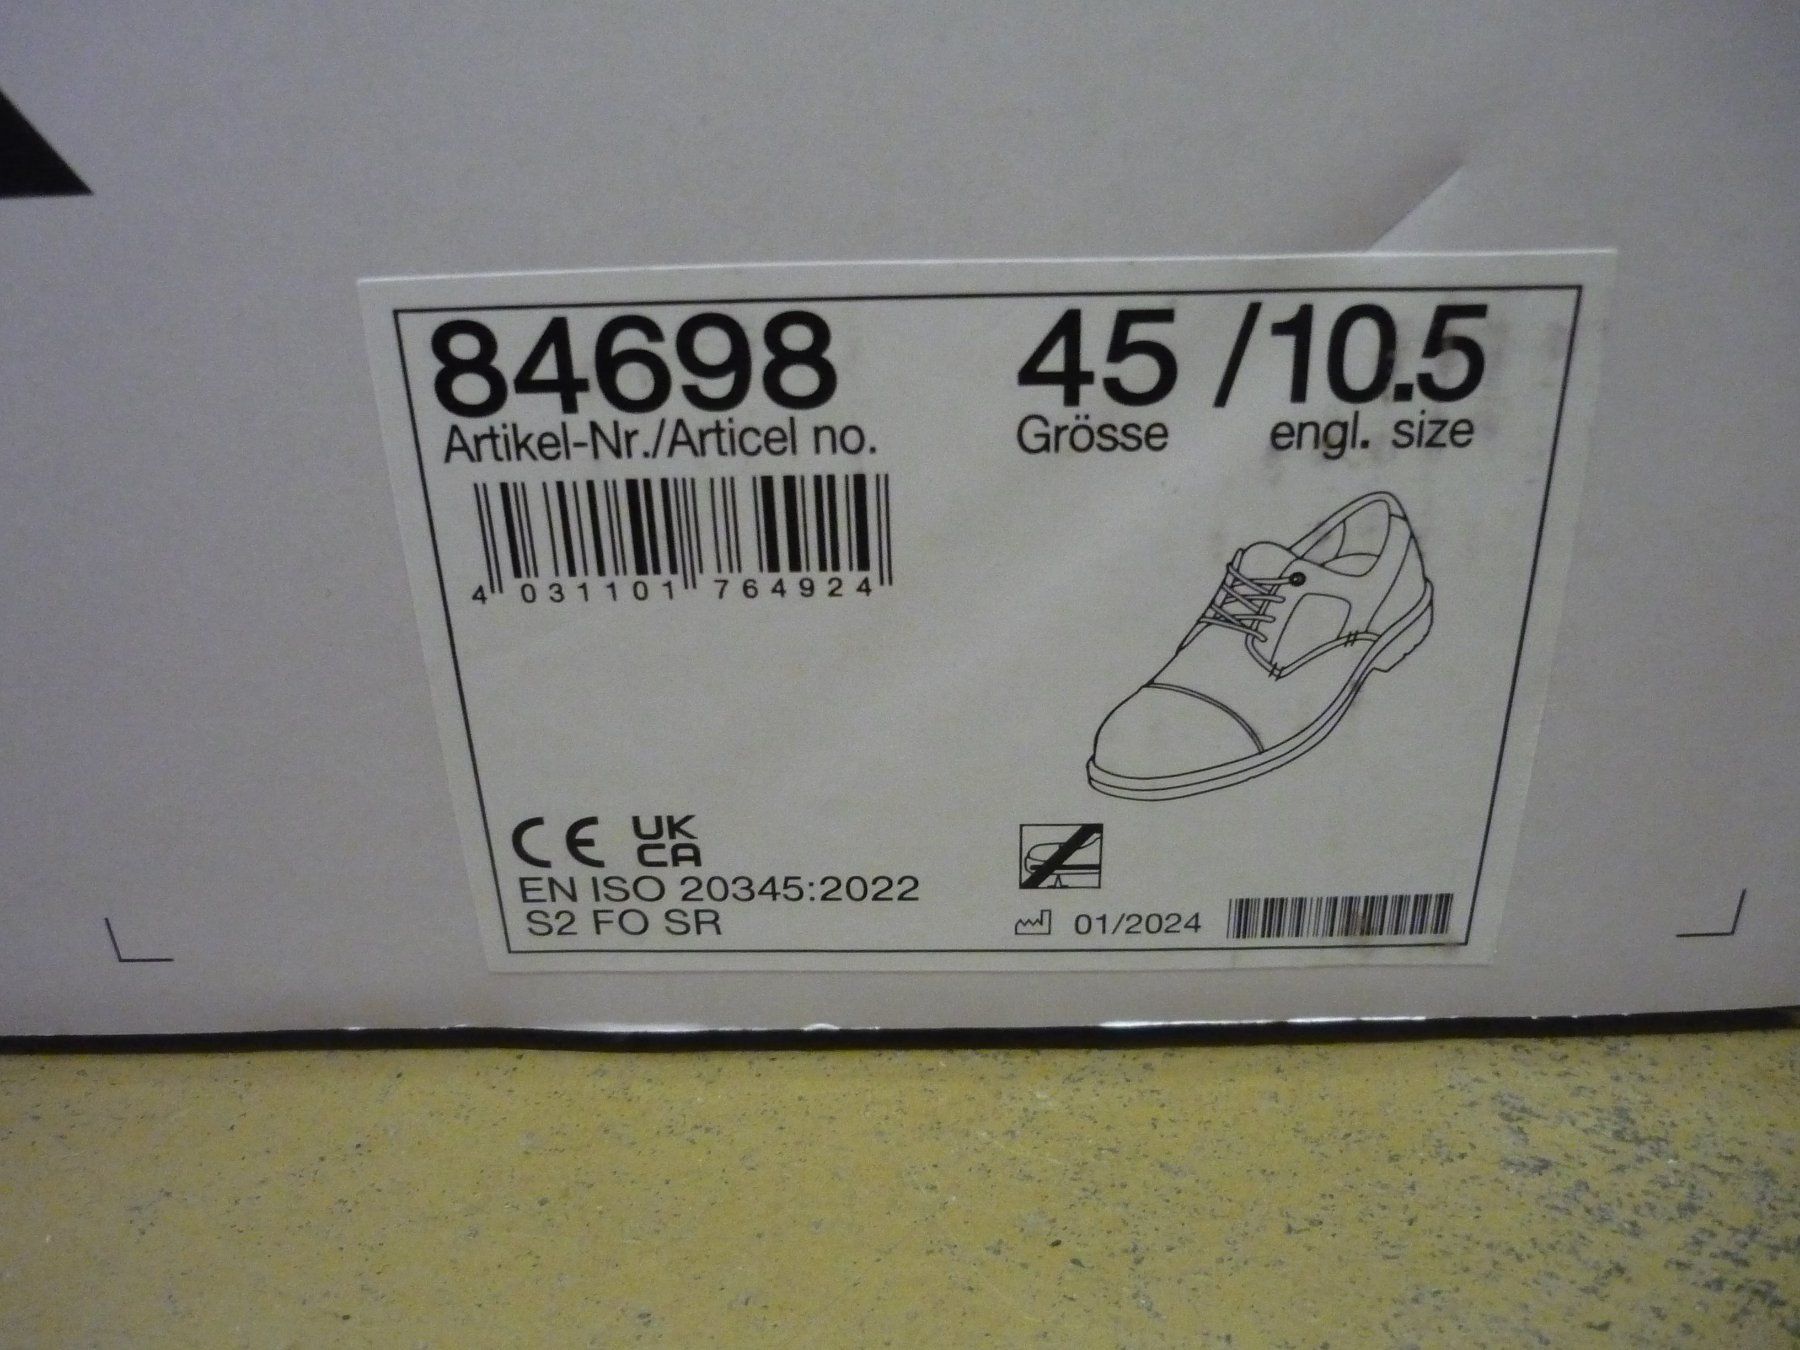 84698
45 / 10.5
Artikel-Nr./Articel no.
Grösse
engl. size
4 031101 764924
CE UK
CA
EN ISO 20345:2022
S2 FO SR
01/2024